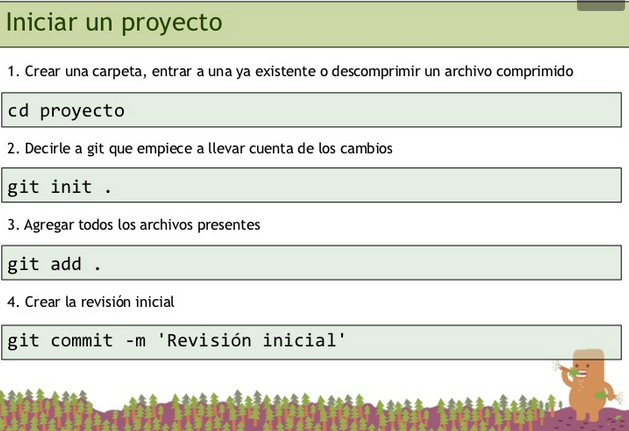 Iniciar un proyecto
1. Crear una carpeta, entrar a una ya existente o descomprimir un archivo comprimido
cd proyecto
2. Decirle a git que empiece a llevar cuenta de los cambios
git init .
3. Agregar todos los archivos presentes
git add .
4. Crear la revisión inicial
git commit -m 'Revisión inicial'